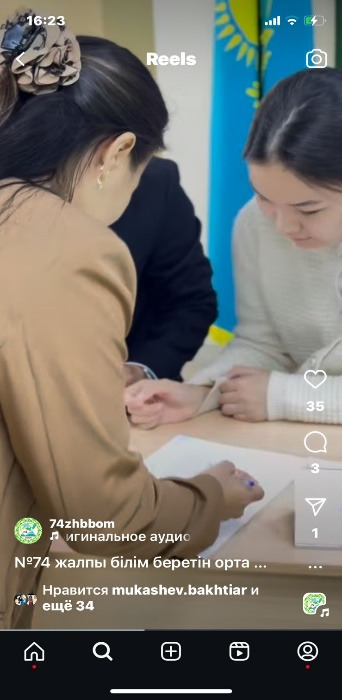 16:23
Reels
35
3
1
74zhbbom
игинальное аудио
№74 жалпы білім беретін орта ...
Нравится mukashev.bakhtiar и
ещё 34